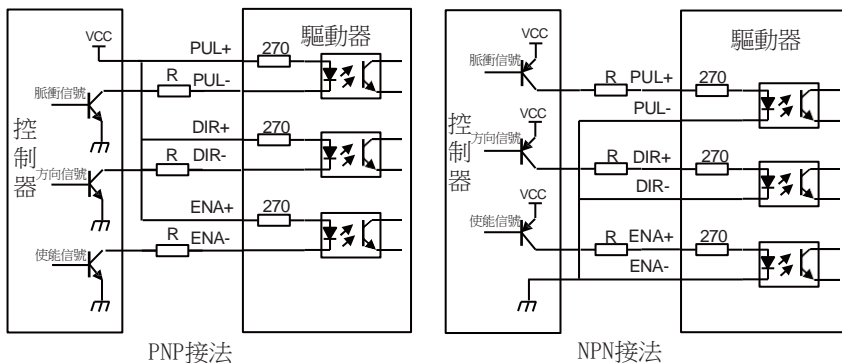 VCC
PUL+
270
驅動器
R
PUL-
脈衝信號
控制器
DIR+
270
R
DIR-
方向信號
ENA+
270
R
ENA-
使能信號
PNP接法
VCC
驅動器
脈衝信號
R
PUL+
270
PUL-
控制器
VCC
方向信號
R
DIR+
270
DIR-
VCC
使能信號
R
ENA+
270
ENA-
NPN接法